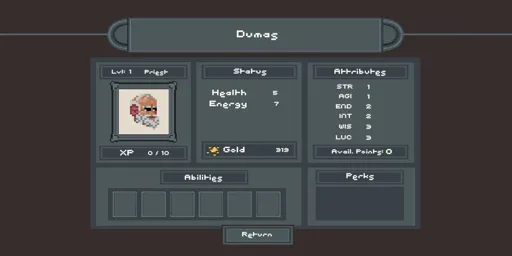 Dumas
Lvl: 1 Priest
XP 0 / 10
Status
Health 5
Energy 7
Gold 319
Attributes
STR 1
AGI 1
END 2
INT 2
WIS 3
LUC 3
Avail. Points: 0
Abilities
Perks
Return